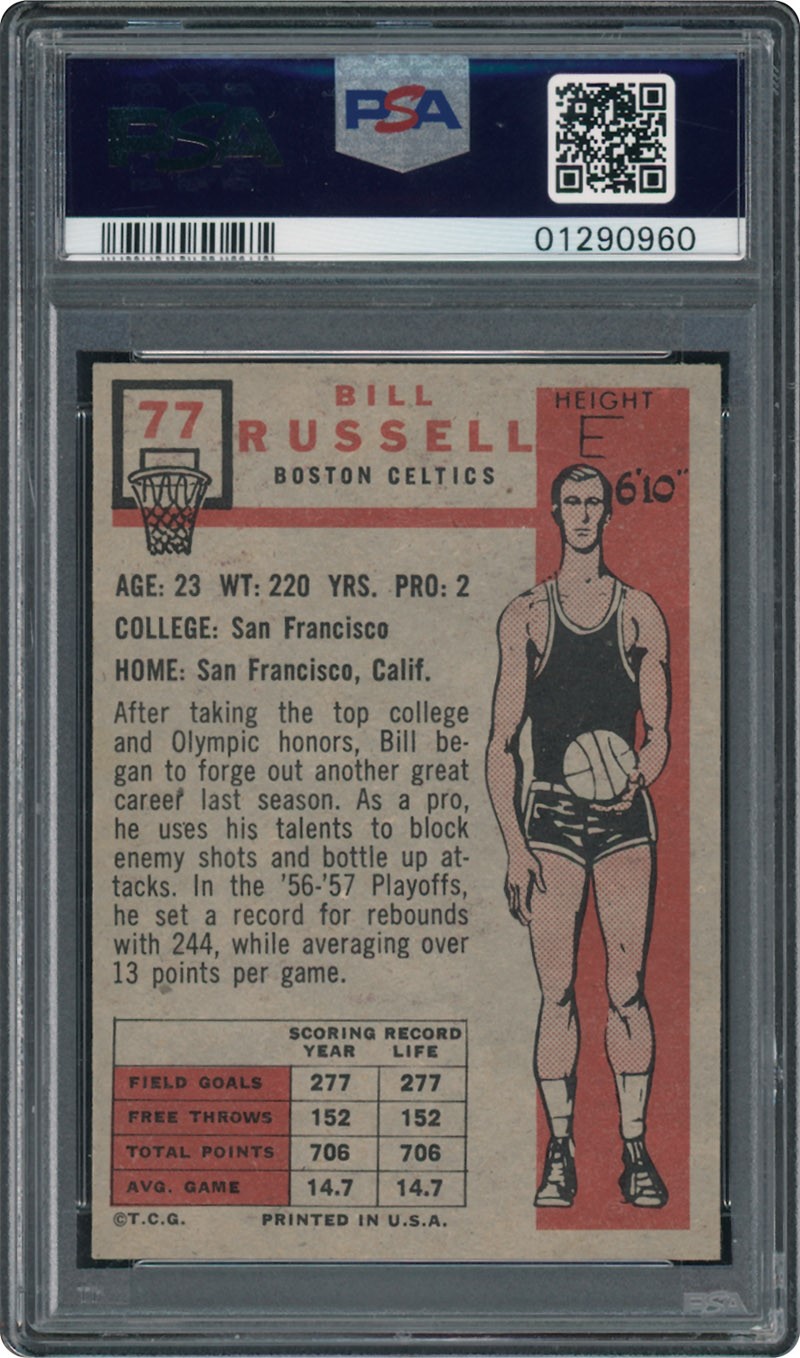 PSA
PSA
01290960
77
BILL
RUSSELL
BOSTON CELTICS
HEIGHT
E
6'10"
AGE: 23 WT: 220 YRS. PRO: 2
COLLEGE: San Francisco
HOME: San Francisco, Calif.
After taking the top college
and Olympic honors, Bill be-
gan to forge out another great
career last season. As a pro,
he uses his talents to block
enemy shots and bottle up at-
tacks. In the '56-'57 Playoffs,
he set a record for rebounds
with 244, while averaging over
13 points per game.
SCORING RECORD
YEAR LIFE
FIELD GOALS 277 277
FREE THROWS 152 152
TOTAL POINTS 706 706
AVG. GAME 14.7 14.7
©T.C.G. PRINTED IN U.S.A.
PSA